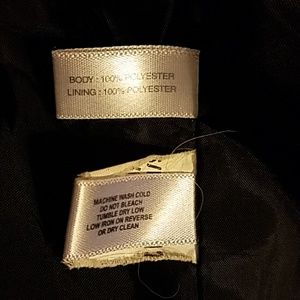 BODY : 100% POLYESTER
LINING : 100% POLYESTER
MACHINE WASH COLD
DO NOT BLEACH
TUMBLE DRY LOW
LOW IRON ON REVERSE
OR DRY CLEAN